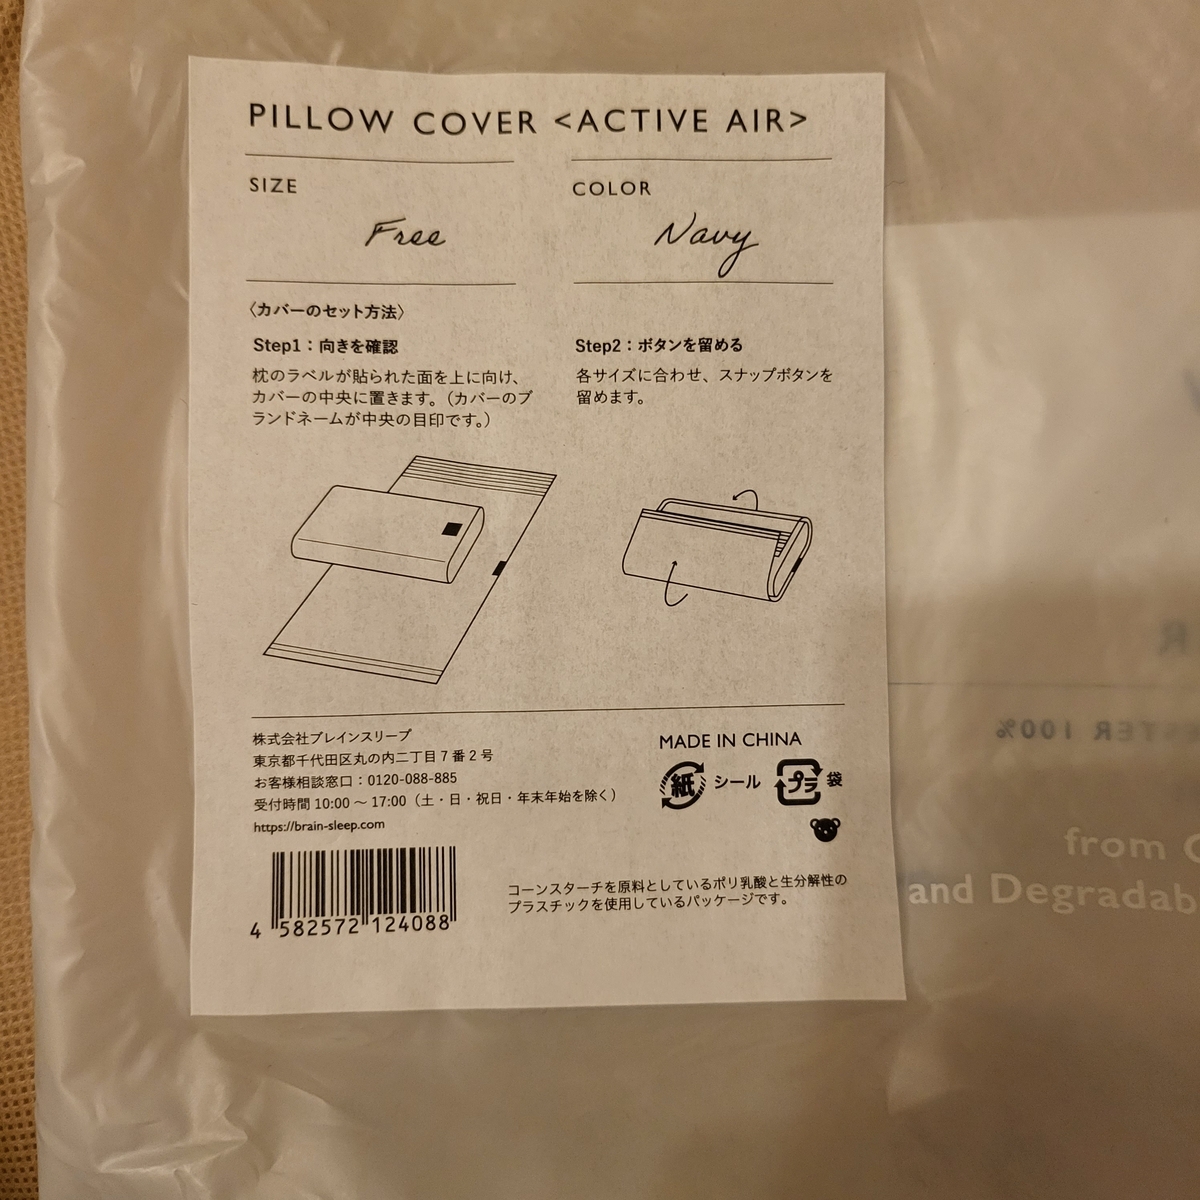 PILLOW COVER <ACTIVE AIR>
SIZE
Free
COLOR
Navy
〈カバーのセット方法〉
Step1：向きを確認
枕のラベルが貼られた面を上に向け、
カバーの中央に置きます。（カバーのブ
ランドネームが中央の目印です。）
Step2：ボタンを留める
各サイズに合わせ、スナップボタンを
留めます。
株式会社ブレインスリープ
東京都千代田区丸の内二丁目７番２号
お客様相談窓口：0120-088-885
受付時間 10:00 〜 17:00（土・日・祝日・年末年始を除く）
https://brain-sleep.com
MADE IN CHINA
紙 シール プラ 袋
4 582572 124088
コーンスターチを原料としているポリ乳酸と生分解性の
プラスチックを使用しているパッケージです。
R
100%
from
and